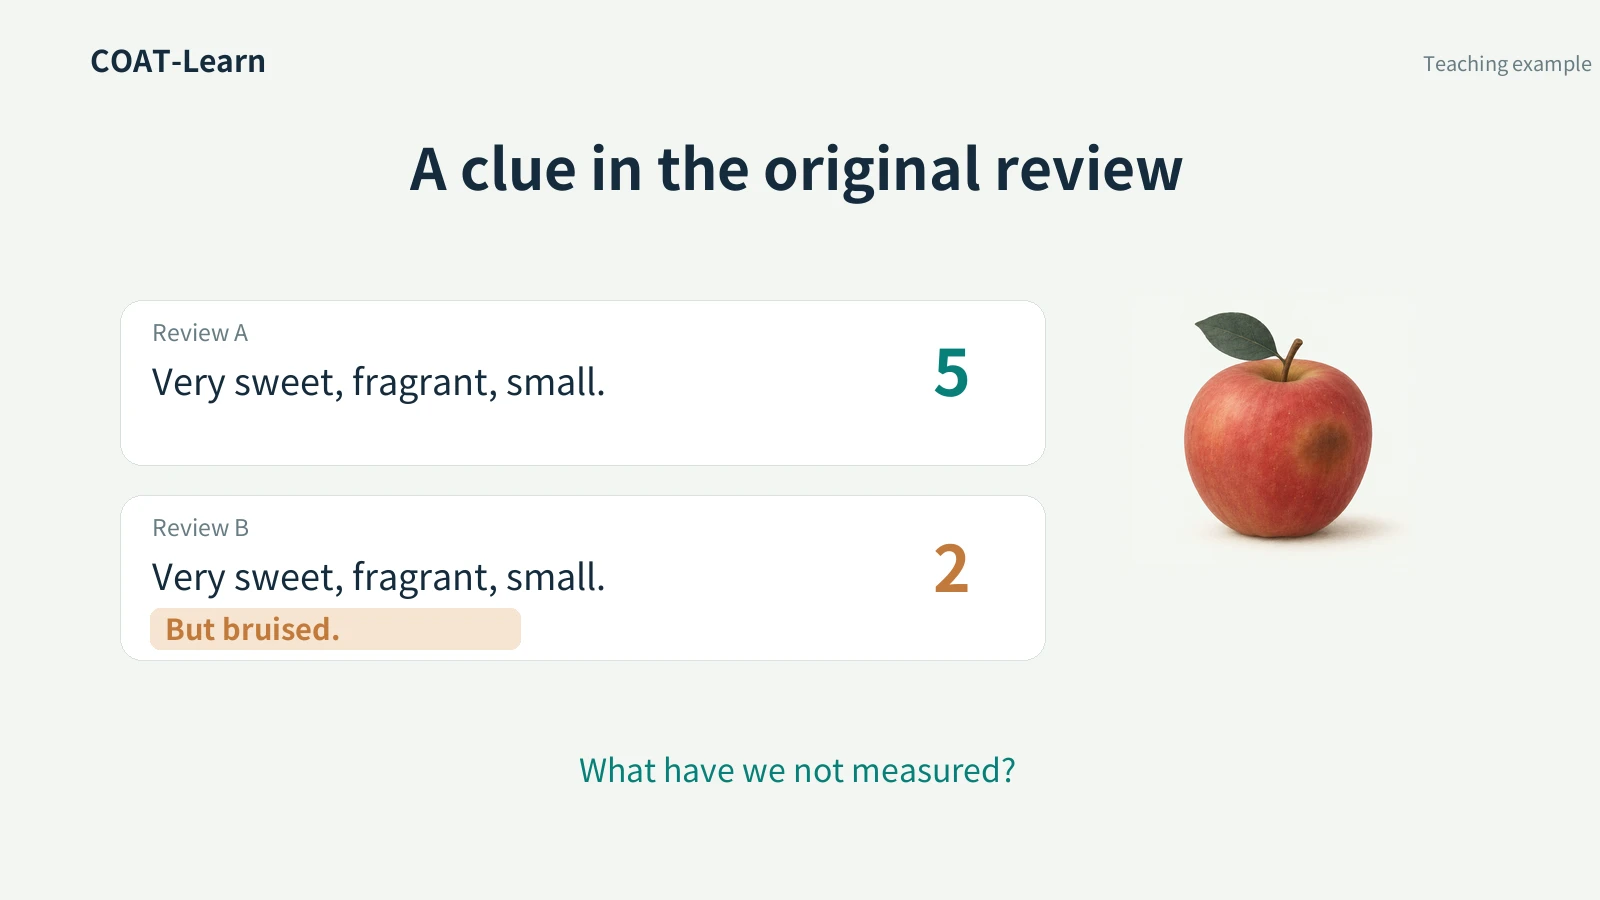 COAT-Learn
Teaching example
A clue in the original review
Review A
Very sweet, fragrant, small.
5
Review B
Very sweet, fragrant, small.
2
But bruised.
What have we not measured?